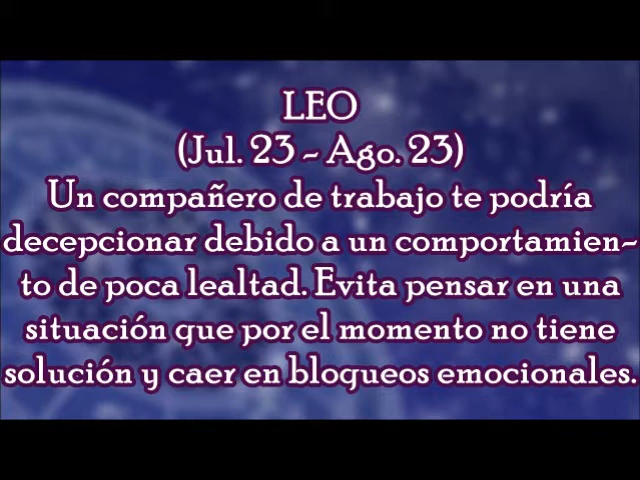 LEO
(Jul. 23 - Ago. 23)
Un compañero de trabajo te podría
decepcionar debido a un comportamien-
to de poca lealtad. Evita pensar en una
situación que por el momento no tiene
solución y caer en bloqueos emocionales.